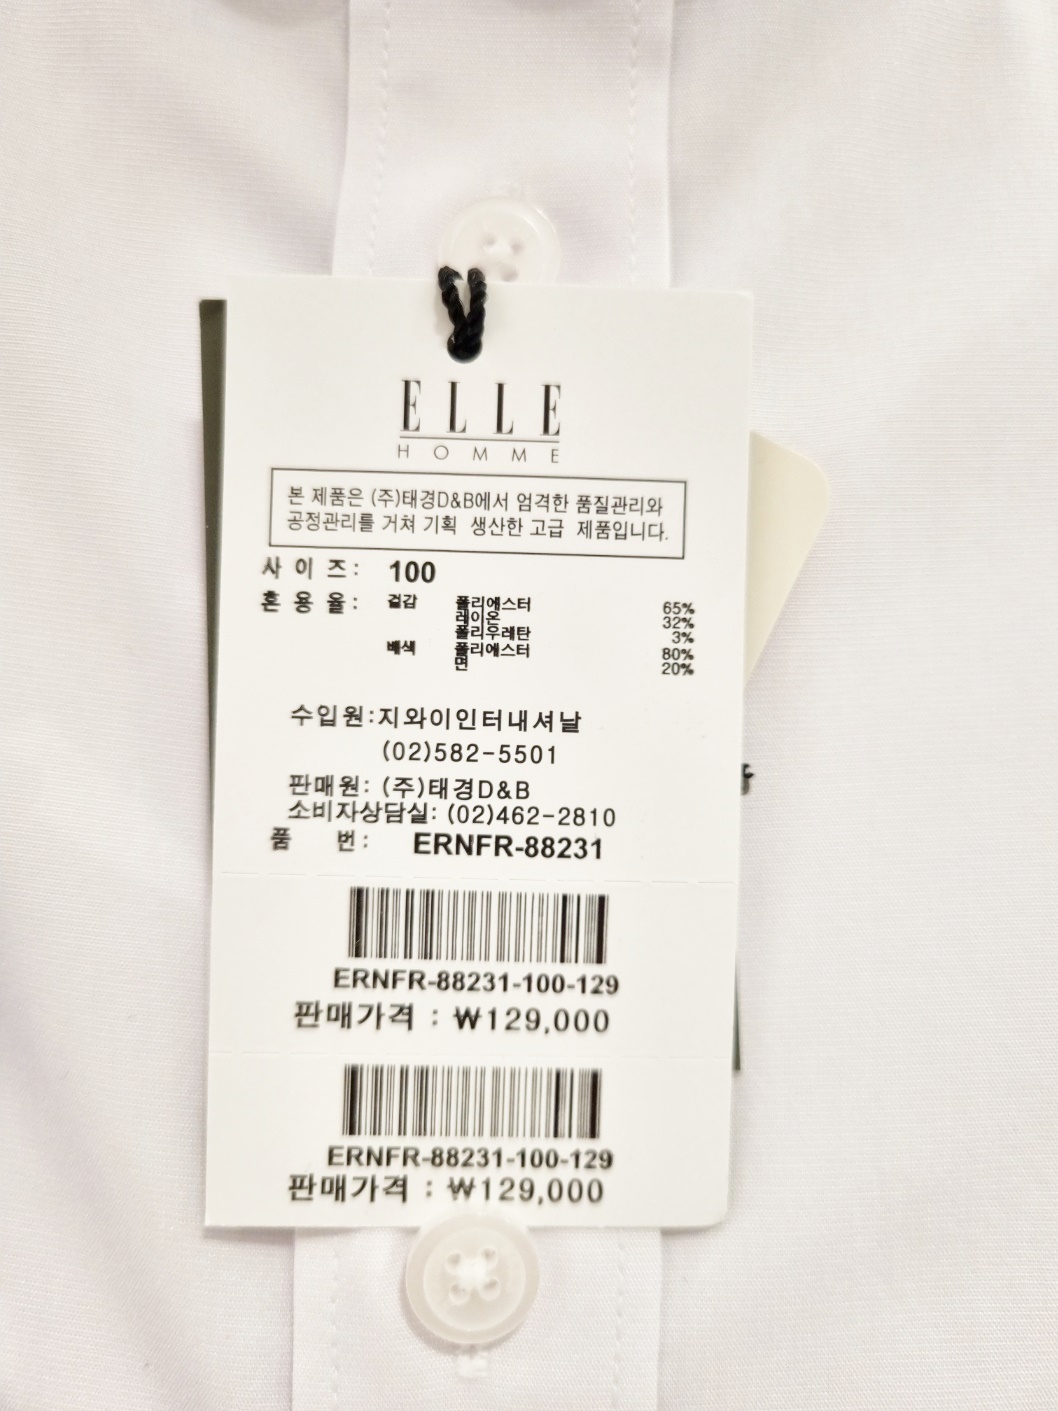 ELLE
HOMME
본 제품은 (주)태경D&B에서 엄격한 품질관리와
공정관리를 거쳐 기획 생산한 고급 제품입니다.
사 이 즈 : 100
혼 용 율 : 겉감 폴리에스터 65%
레이온 32%
폴리우레탄 3%
배색 폴리에스터 80%
면 20%
수입원:지와이인터내셔날
(02)582-5501
판매원: (주)태경D&B
소비자상담실: (02)462-2810
품 번 : ERNFR-88231
ERNFR-88231-100-129
판매가격 : ₩129,000
ERNFR-88231-100-129
판매가격 : ₩129,000